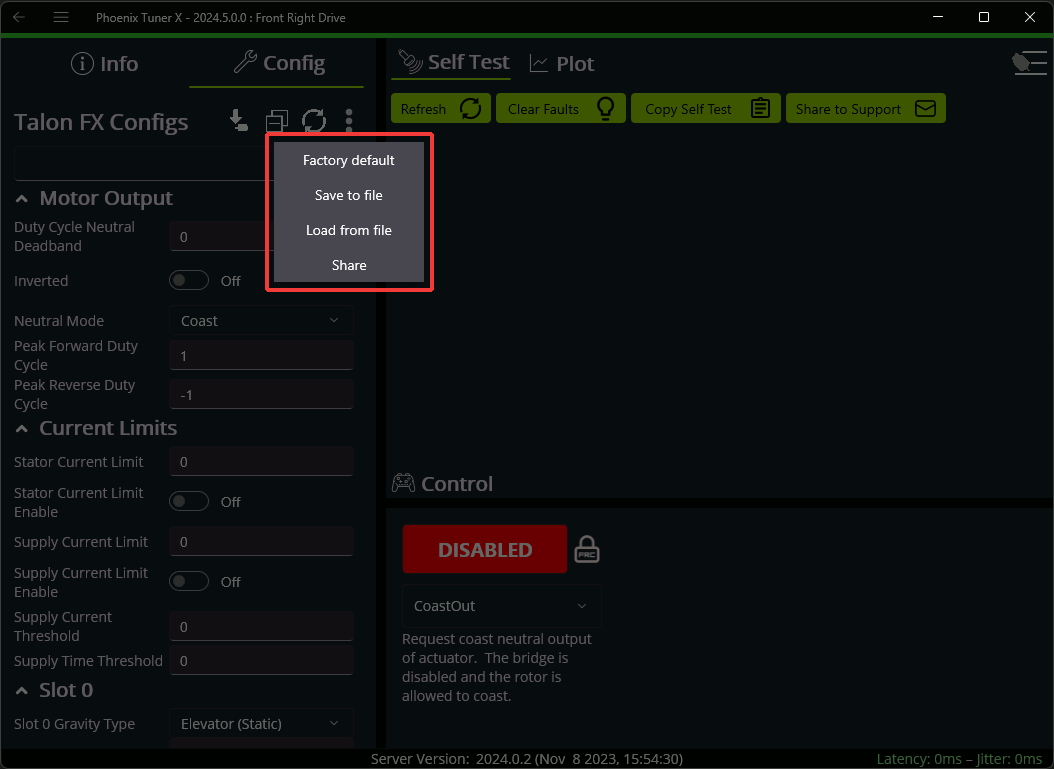 Phoenix Tuner X - 2024.5.0.0 : Front Right Drive
Info
Config
Talon FX Configs
Factory default
Save to file
Load from file
Share
Motor Output
Duty Cycle Neutral
Deadband
0
Inverted
Off
Neutral Mode
Coast
Peak Forward Duty
Cycle
1
Peak Reverse Duty
Cycle
-1
Current Limits
Stator Current Limit
0
Stator Current Limit
Enable
Off
Supply Current Limit
0
Supply Current Limit
Enable
Off
Supply Current
Threshold
0
Supply Time Threshold
0
Slot 0
Slot 0 Gravity Type
Elevator (Static)
Self Test
Plot
Refresh
Clear Faults
Copy Self Test
Share to Support
Control
DISABLED
FRC
CoastOut
Request coast neutral output
of actuator. The bridge is
disabled and the rotor is
allowed to coast.
Server Version: 2024.0.2 (Nov 8 2023, 15:54:30)
Latency: 0ms – Jitter: 0ms